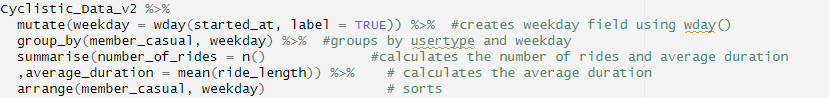 Cyclistic_Data_v2 %>%
mutate(weekday = wday(started_at, label = TRUE)) %>% #creates weekday field using wday()
group_by(member_casual, weekday) %>% #groups by usertype and weekday
summarise(number_of_rides = n() #calculates the number of rides and average duration
,average_duration = mean(ride_length)) %>% # calculates the average duration
arrange(member_casual, weekday) # sorts